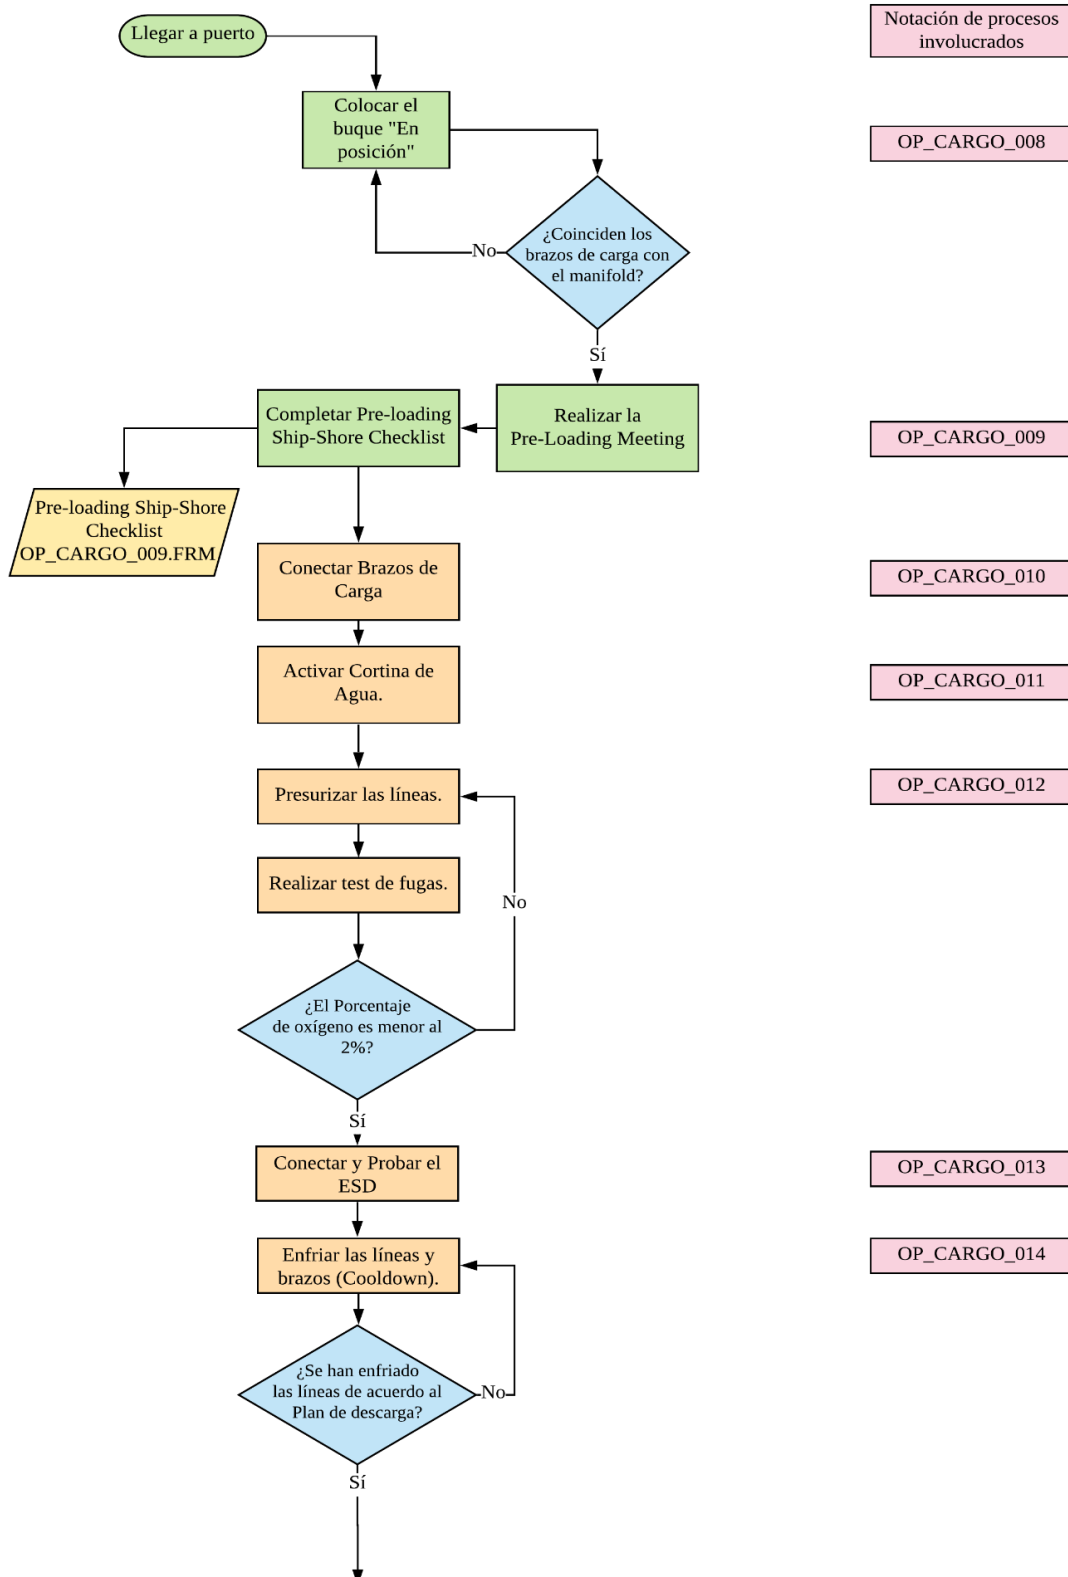 Llegar a puerto
Notación de procesos
involucrados
Colocar el
buque "En
posición"
OP_CARGO_008
¿Coinciden los
brazos de carga con
el manifold?
No
Sí
Completar Pre-loading
Ship-Shore Checklist
Realizar la
Pre-Loading Meeting
OP_CARGO_009
Pre-loading Ship-Shore
Checklist
OP_CARGO_009.FRM
Conectar Brazos de
Carga
OP_CARGO_010
Activar Cortina de
Agua.
OP_CARGO_011
Presurizar las líneas.
OP_CARGO_012
Realizar test de fugas.
No
¿El Porcentaje
de oxígeno es menor al
2%?
Sí
Conectar y Probar el
ESD
OP_CARGO_013
Enfriar las líneas y
brazos (Cooldown).
OP_CARGO_014
¿Se han enfriado
las líneas de acuerdo al
Plan de descarga?
No
Sí